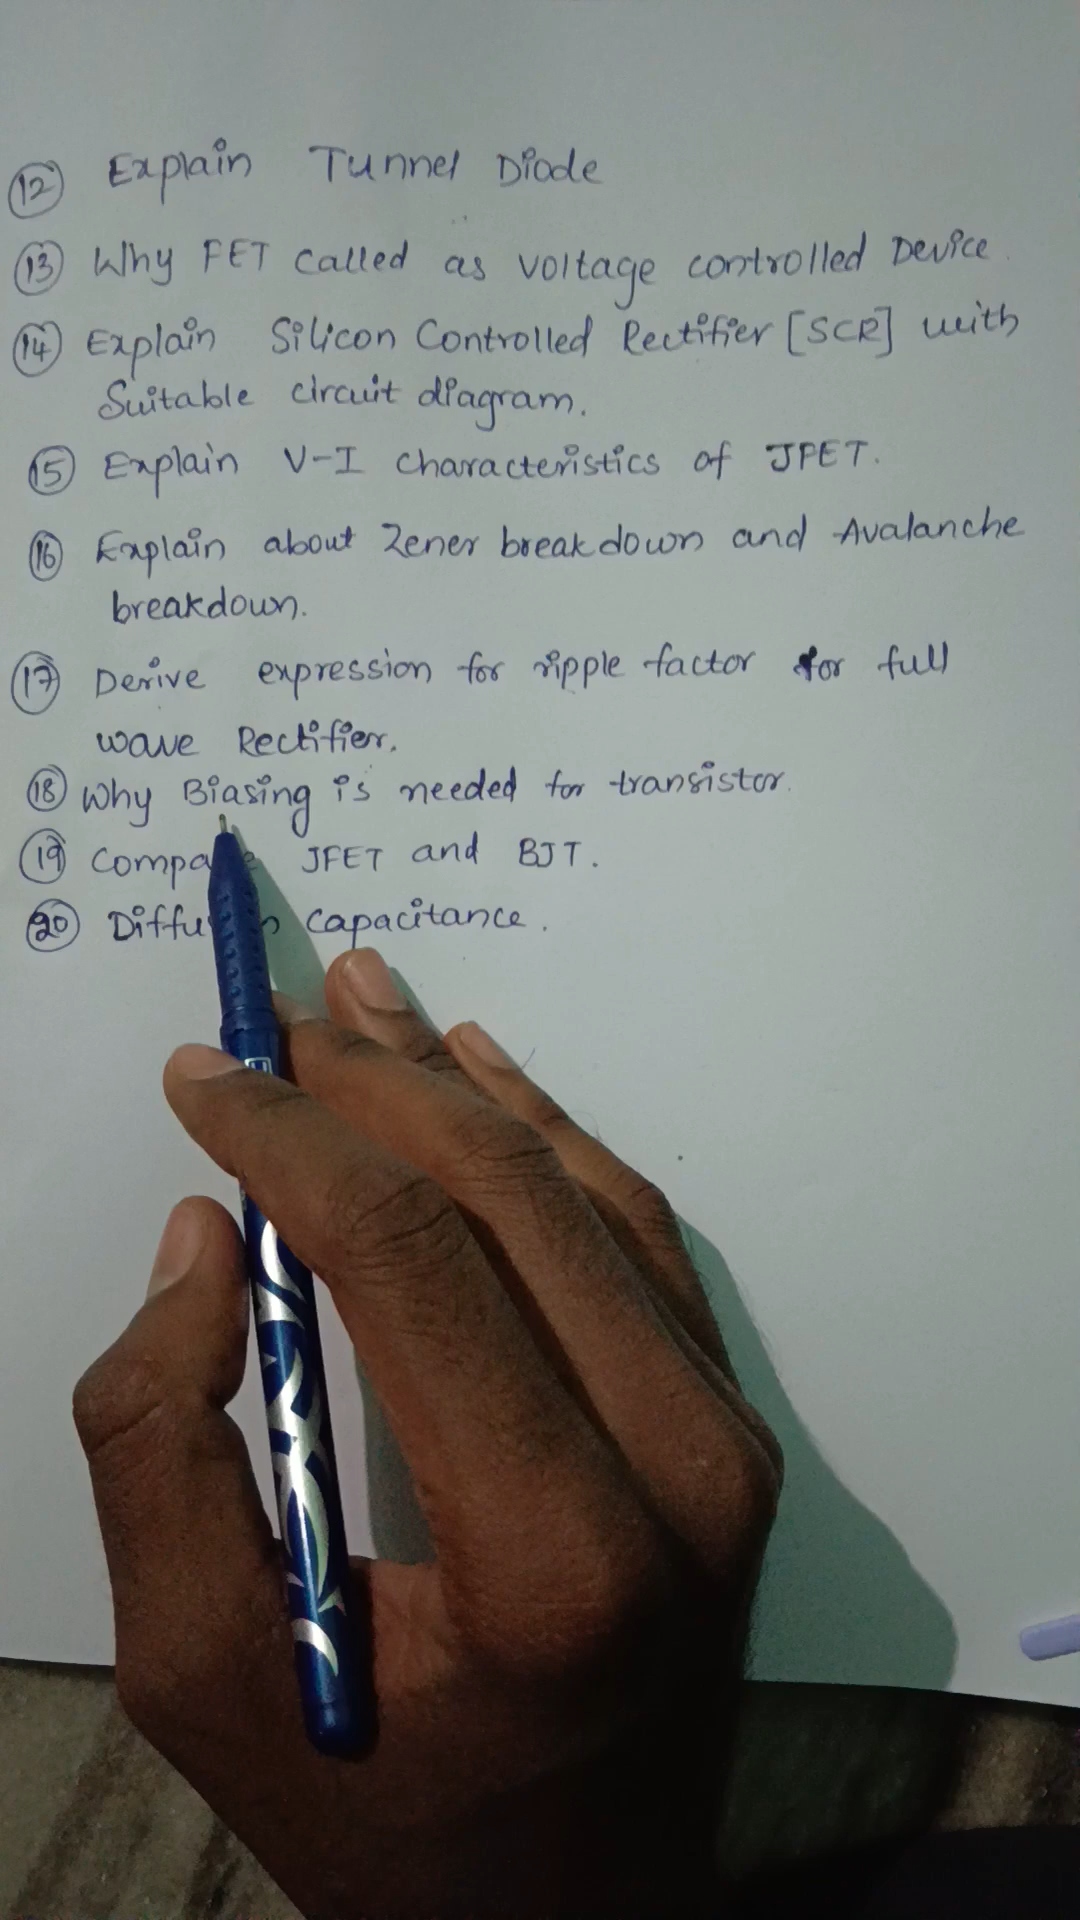 12 Explain Tunnel Diode
13 Why FET called as voltage controlled Device.
14 Explain Silicon Controlled Rectifier [SCR] with
Suitable circuit diagram.
15 Explain V-I characteristics of JFET.
16 Explain about Zener breakdown and Avalanche
breakdown.
17 Derive expression for ripple factor for full
wave Rectifier.
18 Why Biasing is needed for transistor.
19 JFET and BJT.
20 capacitance.